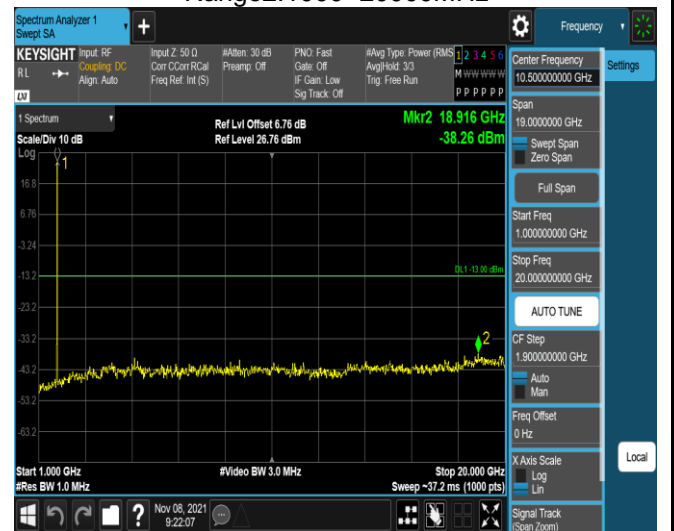 Spectrum Analyzer 1
Swept SA
+
Frequency
KEYSIGHT
RL
LXI
Input: RF
Coupling: DC
Align: Auto
Input Z: 50 Ω
Corr CCorr RCal
Freq Ref: Int (S)
#Atten: 30 dB
Preamp: Off
PNO: Fast
Gate: Off
IF Gain: Low
Sig Track: Off
#Avg Type: Power (RMS
Avg|Hold: 3/3
Trig: Free Run
1 2 3 4 5 6
M W W W W W
P P P P P P
1 Spectrum
Scale/Div 10 dB
Log
Ref Lvl Offset 6.76 dB
Ref Level 26.76 dBm
Mkr2 18.916 GHz
-38.26 dBm
1
16.8
6.76
-3.24
-13.2
DL1 -13.00 dBm
-23.2
-33.2
2
-43.2
-53.2
-63.2
Start 1.000 GHz
#Video BW 3.0 MHz
Stop 20.000 GHz
#Res BW 1.0 MHz
Sweep ~37.2 ms (1000 pts)
Center Frequency
10.500000000 GHz
Settings
Span
19.0000000 GHz
Swept Span
Zero Span
Full Span
Start Freq
1.000000000 GHz
Stop Freq
20.000000000 GHz
AUTO TUNE
CF Step
1.900000000 GHz
Auto
Man
Freq Offset
0 Hz
X Axis Scale
Log
Lin
Local
Signal Track
(Span Zoom)
?
Nov 08, 2021
9:22:07